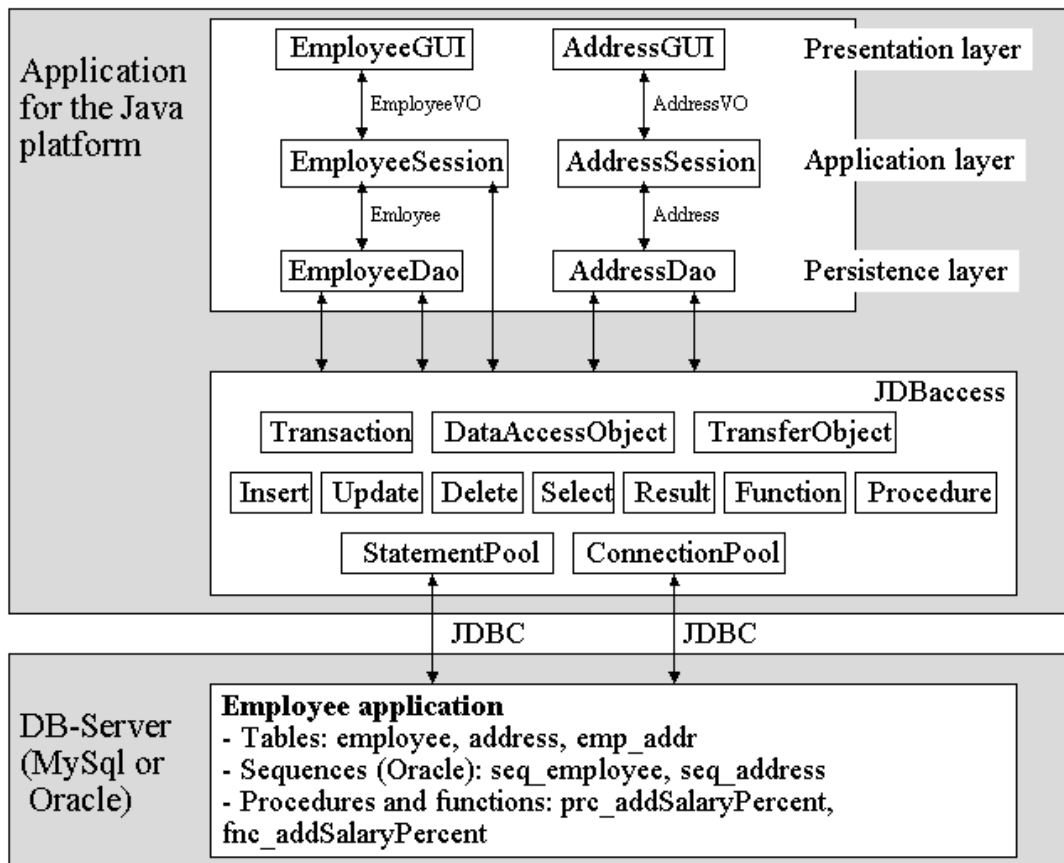 EmployeeGUI
AddressGUI
Presentation layer
Application
for the Java
platform
EmployeeVO
AddressVO
EmployeeSession
AddressSession
Application layer
Emloyee
Address
EmployeeDao
AddressDao
Persistence layer
JDBaccess
Transaction
DataAccessObject
TransferObject
Insert
Update
Delete
Select
Result
Function
Procedure
StatementPool
ConnectionPool
JDBC
JDBC
DB-Server
(MySql or
Oracle)
Employee application
- Tables: employee, address, emp_addr
- Sequences (Oracle): seq_employee, seq_address
- Procedures and functions: prc_addSalaryPercent,
fnc_addSalaryPercent